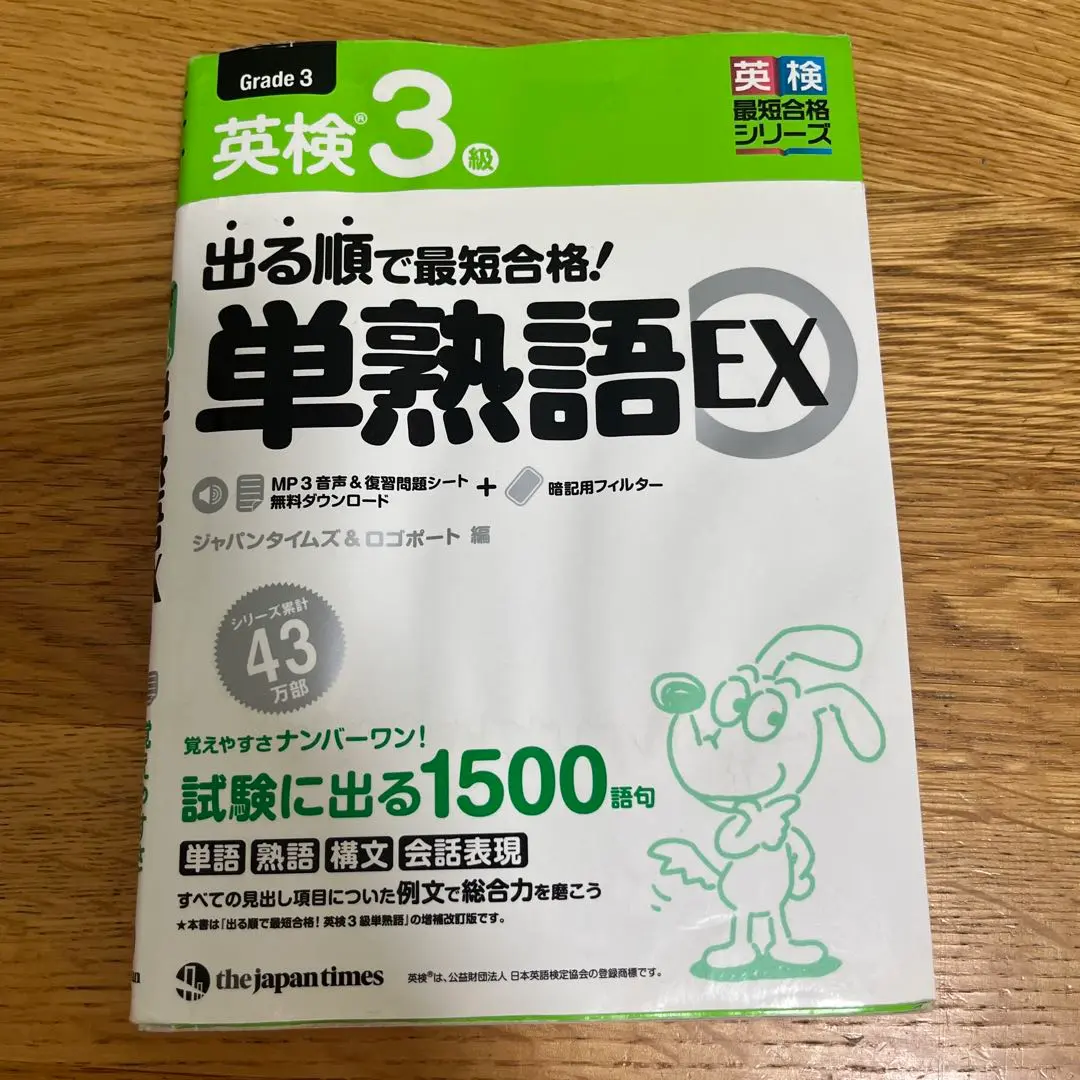 Grade 3
英検®3級
英検
最短合格
シリーズ
出る順で最短合格!
単熟語EX
MP3音声&復習問題シート
無料ダウンロード
+
暗記用フィルター
ジャパンタイムズ&ロゴポート 編
シリーズ累計
43
万部
覚えやすさナンバーワン!
試験に出る1500語句
単語 熟語 構文 会話表現
すべての見出し項目についた例文で総合力を磨こう
★本書は「出る順で最短合格! 英検3級単熟語」の増補改訂版です。
the japan times
英検®は、公益財団法人 日本英語検定協会の登録商標です。